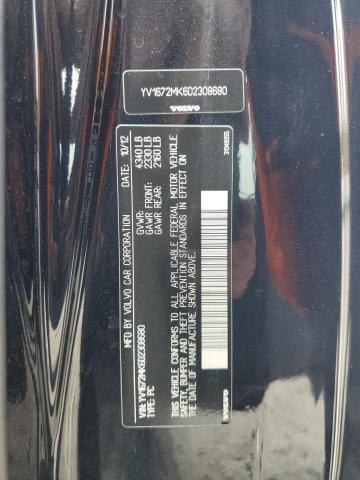 YV1672MK6D2308680
VOLVO
MFD BY: VOLVO CAR CORPORATION DATE: 10/12
GVWR: 4340 LB
GAWR FRONT: 2330 LB
GAWR REAR: 2160 LB
VIN: YV1672MK6D2308680
TYPE: PC
THIS VEHICLE CONFORMS TO ALL APPLICABLE FEDERAL MOTOR VEHICLE
SAFETY, BUMPER, AND THEFT PREVENTION STANDARDS IN EFFECT ON
THE DATE OF MANUFACTURE SHOWN ABOVE.
VOLVO